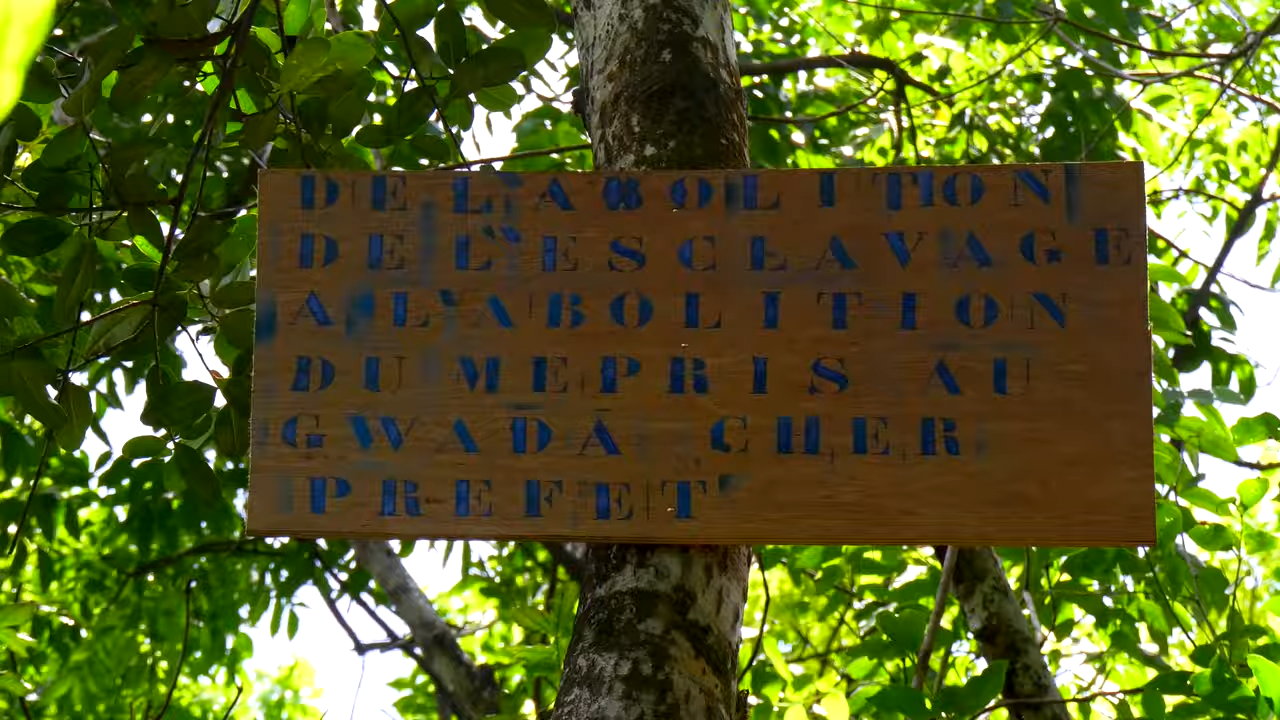 DE L'ABOLITION
DE L'ESCLAVAGE
A L'ABOLITION
DU MEPRIS AU
GWADA CHER
PREFET